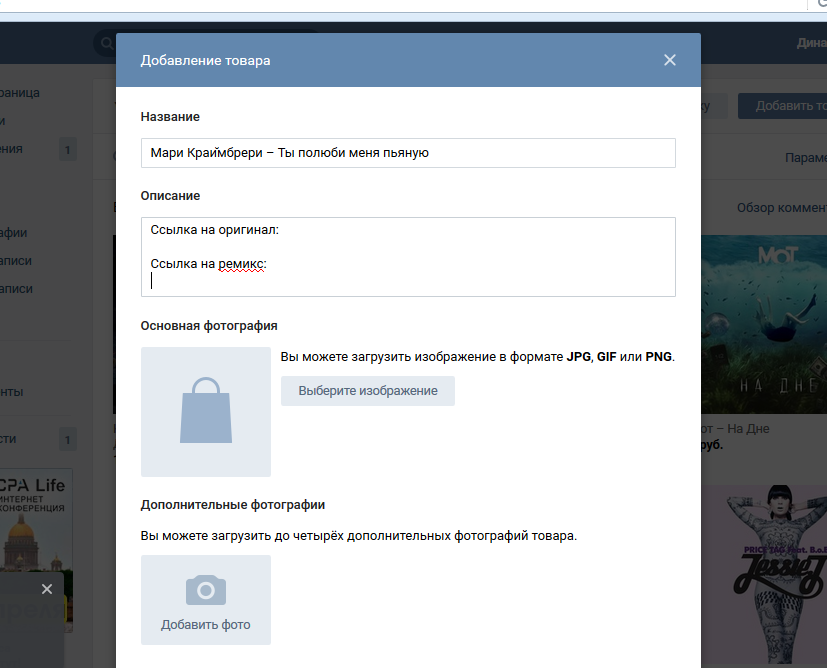 Дина
Добавление товара
раница
и
ения
1
ку
Добавить то
Название
Мари Краймбрери – Ты полюби меня пьяную
Параме
Описание
Обзор коммен
Ссылка на оригинал:
Ссылка на ремикс:
афии
аписи
аписи
МОТ
НА ДНЕ
Основная фотография
Вы можете загрузить изображение в формате JPG, GIF или PNG.
Выберите изображение
нты
сти
1
от – На Дне
руб.
CPA Life
ИНТЕРНЕТ
КОНФЕРЕНЦИЯ
Дополнительные фотографии
Вы можете загрузить до четырёх дополнительных фотографий товара.
Добавить фото
PRICE TAG feat. B.o.B
Jessie J